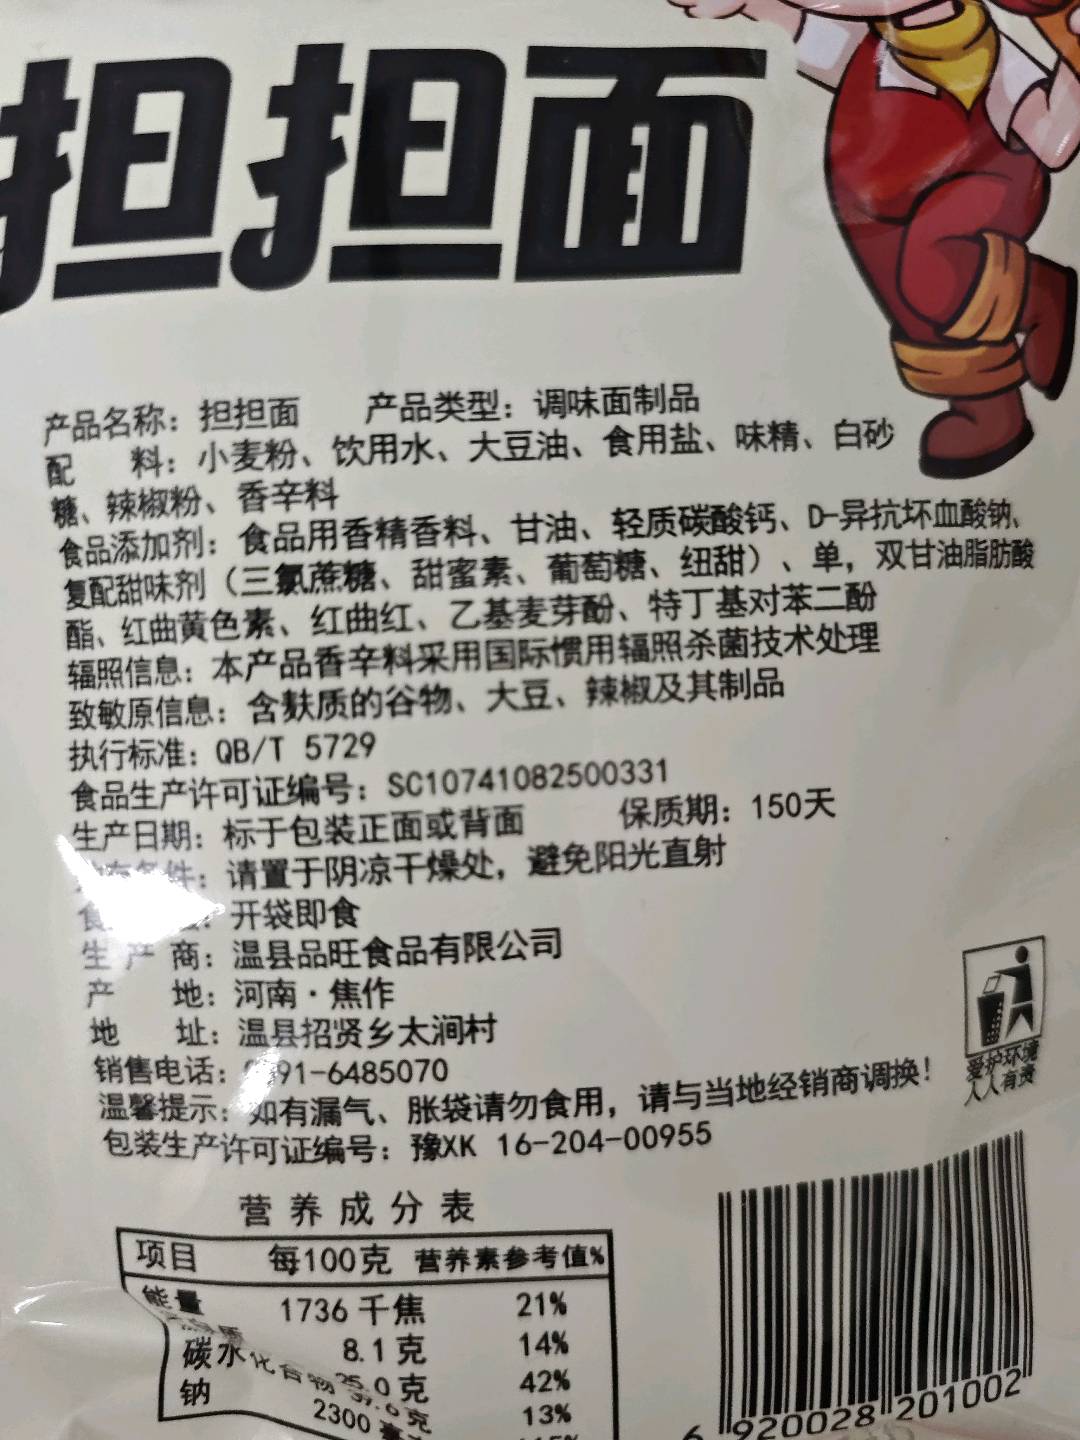 担担面
产品名称：担担面 产品类型：调味面制品
配 料：小麦粉、饮用水、大豆油、食用盐、味精、白砂
糖、辣椒粉、香辛料
食品添加剂：食品用香精香料、甘油、轻质碳酸钙、D-异抗坏血酸钠、
复配甜味剂（三氯蔗糖、甜蜜素、葡萄糖、纽甜）、单，双甘油脂肪酸
酯、红曲黄色素、红曲红、乙基麦芽酚、特丁基对苯二酚
辐照信息：本产品香辛料采用国际惯用辐照杀菌技术处理
致敏原信息：含麸质的谷物、大豆、辣椒及其制品
执行标准：QB/T 5729
食品生产许可证编号：SC10741082500331
生产日期：标于包装正面或背面 保质期：150天
条件：请置于阴凉干燥处，避免阳光直射
食 ：开袋即食
生产商：温县品旺食品有限公司
产 地：河南·焦作
地 址：温县招贤乡太涧村
销售电话：91-6485070
温馨提示：如有漏气、胀袋请勿食用，请与当地经销商调换！
包装生产许可证编号：豫XK 16-204-00955
爱护环境
人人有责
营养成分表
项目 每100克 营养素参考值%
能量 1736 千焦 21%
8.1 克 14%
25.0 克 42%
碳水化合物 克 13%
钠 2300
6 920028 201002